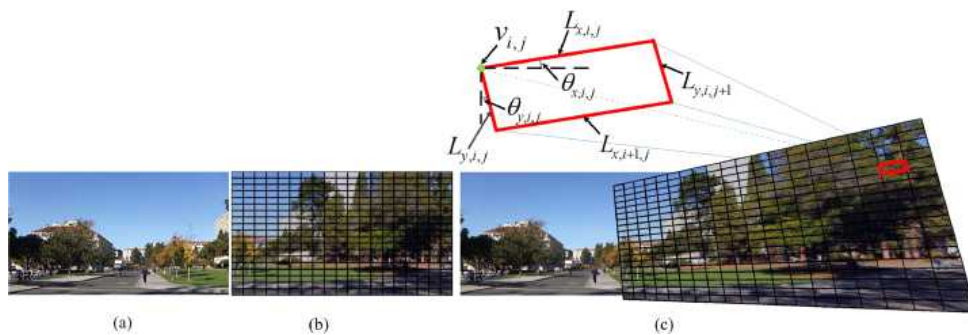 L_{x,i,j}
v_{i,j}
θ_{x,i,j}
L_{y,i,j+1}
θ_{y,i,j}
L_{y,i,j}
L_{x,i+1,j}
(a)
(b)
(c)